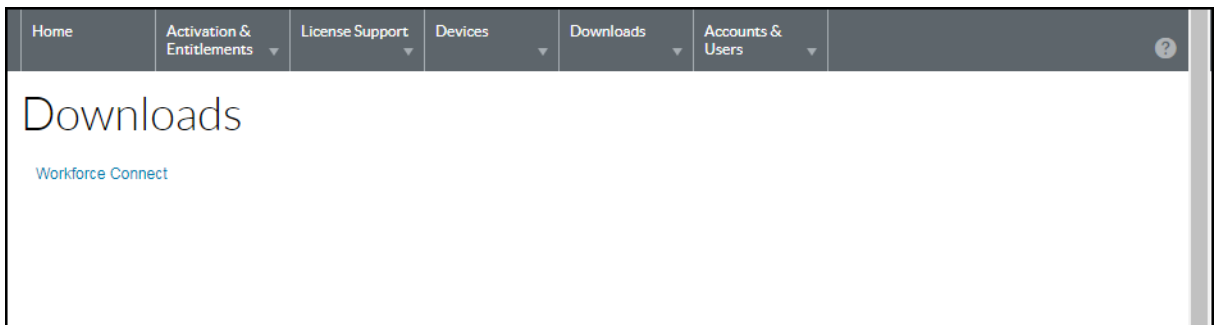 Home
Activation &
Entitlements
License Support
Devices
Downloads
Accounts &
Users
?
Downloads
Workforce Connect